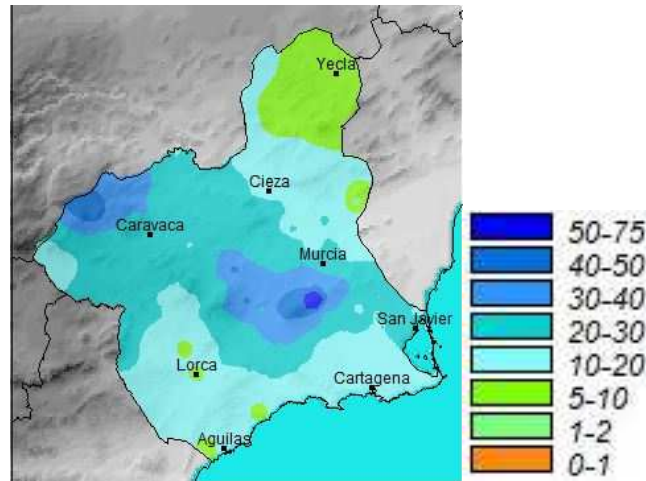 Yecla
Cieza
Caravaca
Murcia
San Javier
Lorca
Cartagena
Aguilas
50-75
40-50
30-40
20-30
10-20
5-10
1-2
0-1